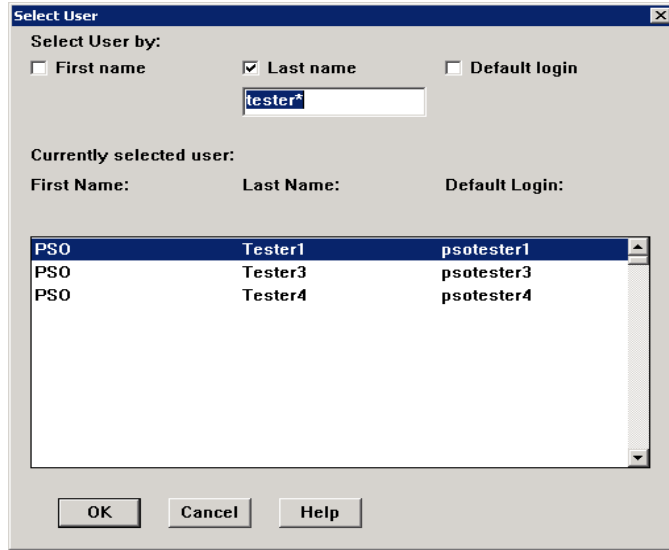 Select User
Select User by:
First name Last name Default login
tester*
Currently selected user:
First Name: Last Name: Default Login:
PSO Tester1 psotester1
PSO Tester3 psotester3
PSO Tester4 psotester4
OK Cancel Help